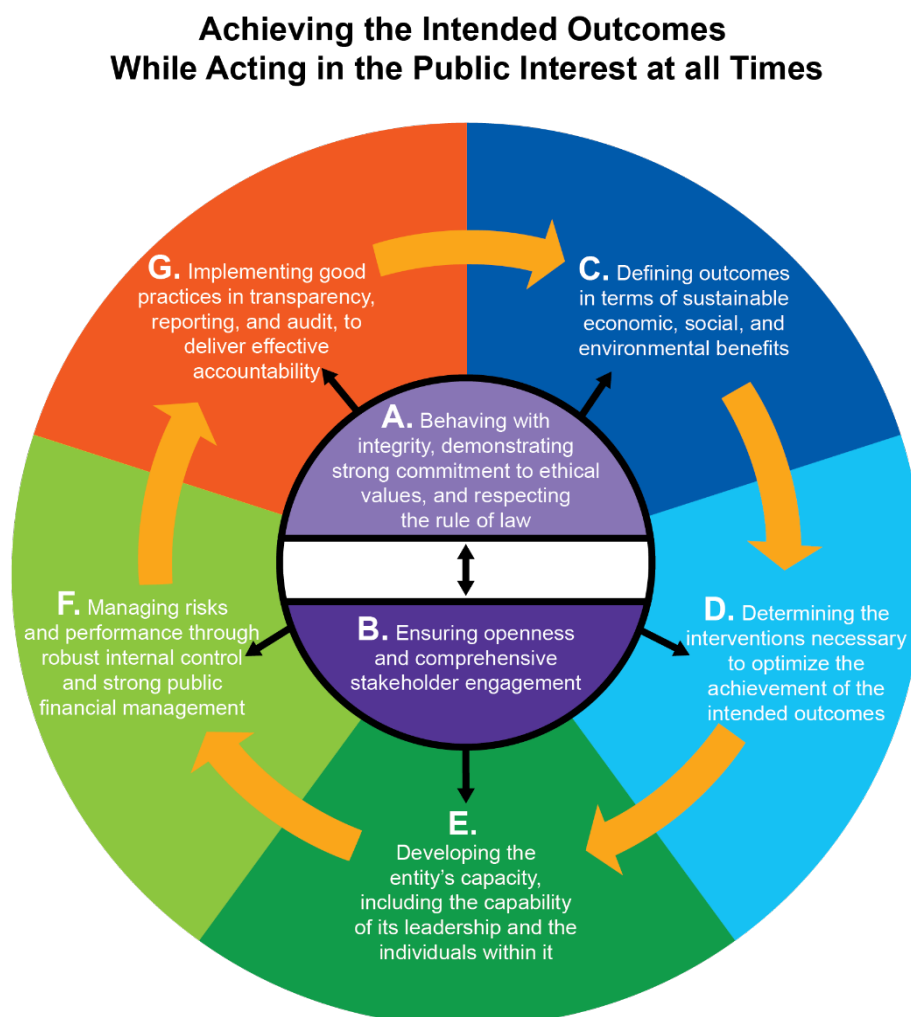 Achieving the Intended Outcomes
While Acting in the Public Interest at all Times
G. Implementing good
practices in transparency,
reporting, and audit, to
deliver effective
accountability
C. Defining outcomes
in terms of sustainable
economic, social, and
environmental benefits
A. Behaving with
integrity, demonstrating
strong commitment to ethical
values, and respecting
the rule of law
B. Ensuring openness
and comprehensive
stakeholder engagement
F. Managing risks
and performance through
robust internal control
and strong public
financial management
D. Determining the
interventions necessary
to optimize the
achievement of the
intended outcomes
E.
Developing the
entity's capacity,
including the capability
of its leadership and the
individuals within it